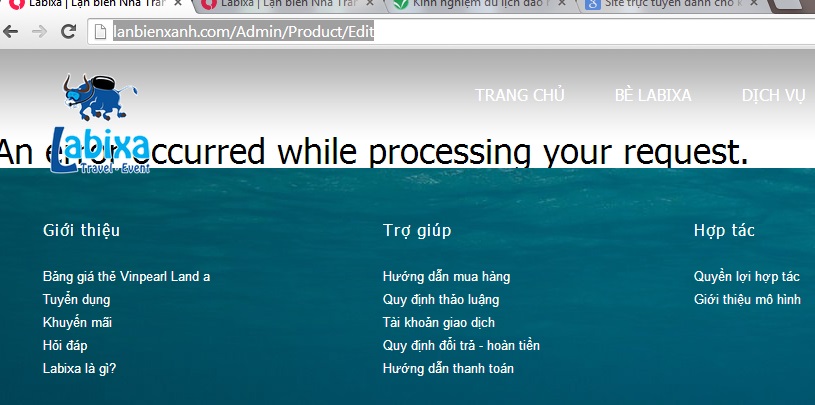 Labixa | Lặn biển Nha Tran
Labixa | Lặn biển Nha Tran
Kinh nghiệm du lịch đảo
Site trực tuyến dành cho k
lanbienxanh.com/Admin/Product/Edit
TRANG CHỦ BÈ LABIXA DỊCH VỤ
Labixa
Travel - Event
An error occurred while processing your request.
Giới thiệu
Bảng giá thẻ Vinpearl Land a
Tuyển dụng
Khuyến mãi
Hỏi đáp
Labixa là gì?
Trợ giúp
Hướng dẫn mua hàng
Quy định thảo luận
Tài khoản giao dịch
Quy định đổi trả - hoàn tiền
Hướng dẫn thanh toán
Hợp tác
Quyền lợi hợp tác
Giới thiệu mô hình